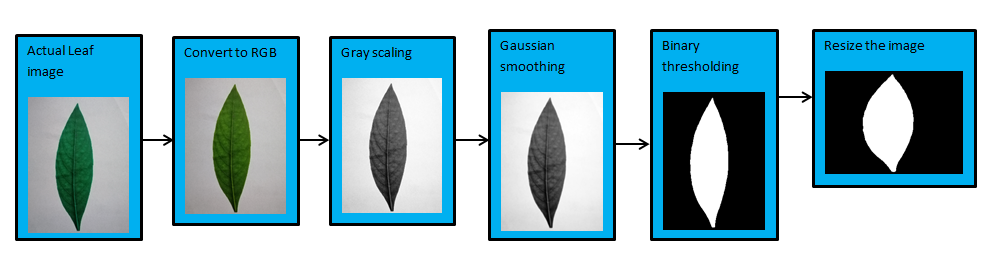 Actual Leaf
image
Convert to RGB
Gray scaling
Gaussian
smoothing
Binary
thresholding
Resize the image